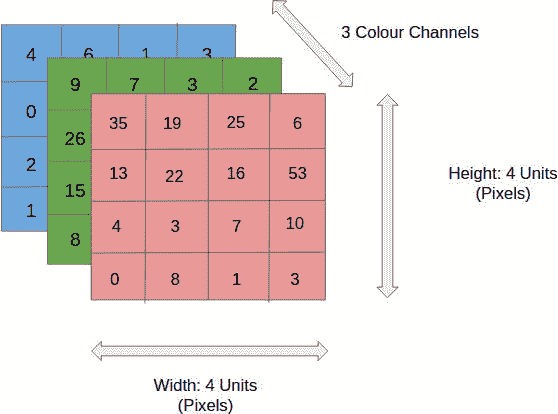 3 Colour Channels
4 6 1 3
9 7 3 2
0
26
2
15
1
8
35 19 25 6
13 22 16 53
4 3 7 10
0 8 1 3
Height: 4 Units
(Pixels)
Width: 4 Units
(Pixels)